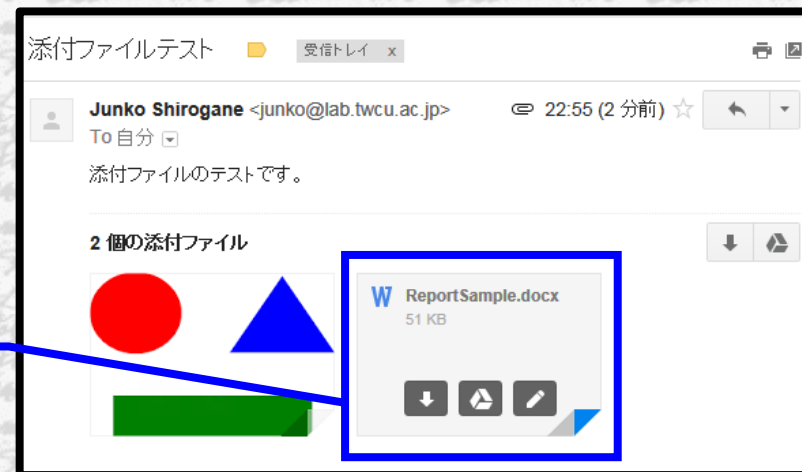 添付ファイルテスト 受信トレイ x
Junko Shirogane <junko@lab.twcu.ac.jp> 22:55 (2 分前)
To 自分
添付ファイルのテストです。
2 個の添付ファイル
W ReportSample.docx
51 KB